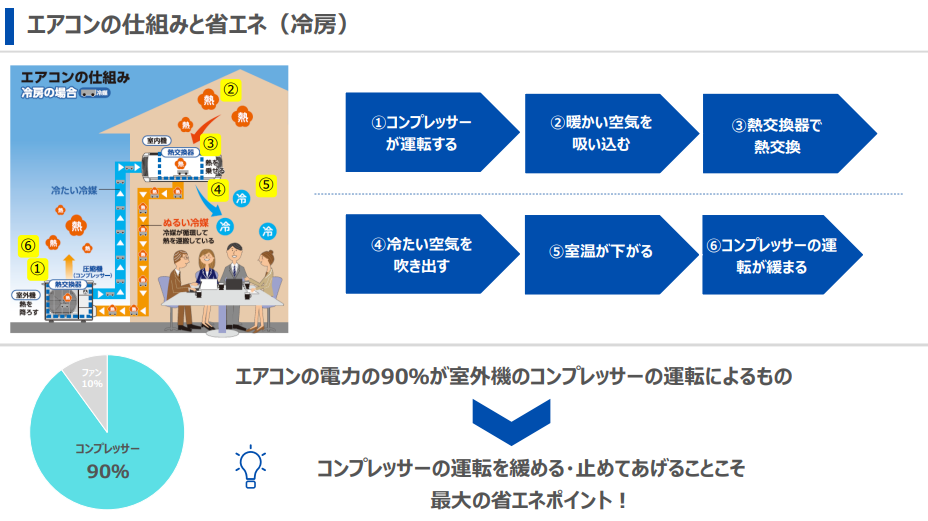 エアコンの仕組みと省エネ（冷房）
エアコンの仕組み
冷房の場合 冷媒
熱
②
熱
熱
室内機
③
熱交換器
熱
熱を
乗せる
④
⑤
冷たい冷媒
冷
冷
冷
ぬるい冷媒
冷媒が循環して
熱を運搬している
熱
熱
熱
熱
⑥
①
圧縮機
(コンプレッサー)
熱交換器
熱
室外機
熱を
降ろす
①コンプレッサー
が運転する
②暖かい空気を
吸い込む
③熱交換器で
熱交換
④冷たい空気を
吹き出す
⑤室温が下がる
⑥コンプレッサーの運
転が緩まる
ファン
10%
コンプレッサー
90%
エアコンの電力の90%が室外機のコンプレッサーの運転によるもの
コンプレッサーの運転を緩める･止めてあげることこそ
最大の省エネポイント！